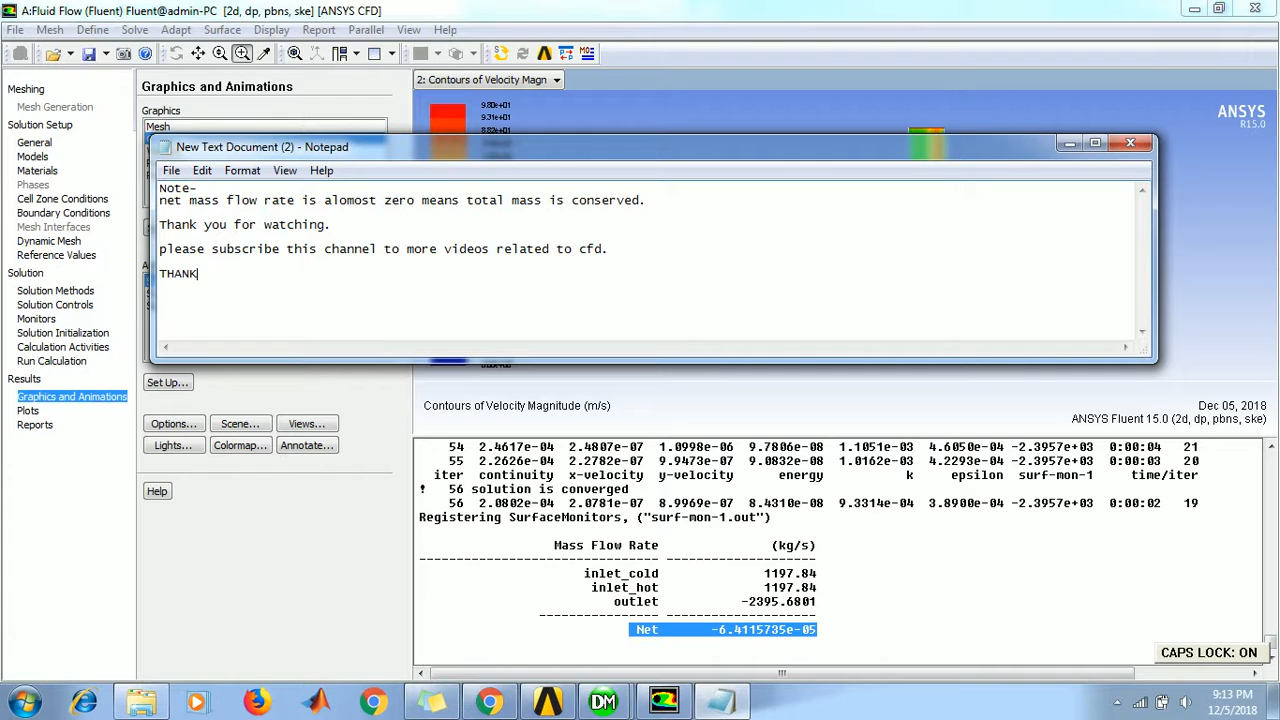 A:Fluid Flow (Fluent) Fluent@admin-PC [2d, dp, pbns, ske] [ANSYS CFD]
File Mesh Define Solve Adapt Surface Display Report Parallel View Help
Meshing
Mesh Generation
Solution Setup
General
Models
Materials
Phases
Cell Zone Conditions
Boundary Conditions
Mesh Interfaces
Dynamic Mesh
Reference Values
Solution
Solution Methods
Solution Controls
Monitors
Solution Initialization
Calculation Activities
Run Calculation
Results
Graphics and Animations
Plots
Reports
Graphics and Animations
Graphics
Mesh
Set Up...
Options... Scene... Views...
Lights... Colormap... Annotate...
Help
2: Contours of Velocity Magn
9.80e+01
9.31e+01
8.82e+01
ANSYS
R15.0
New Text Document (2) - Notepad
File Edit Format View Help
Note-
net mass flow rate is alomost zero means total mass is conserved.
Thank you for watching.
please subscribe this channel to more videos related to cfd.
THANK
Contours of Velocity Magnitude (m/s)
Dec 05, 2018
ANSYS Fluent 15.0 (2d, dp, pbns, ske)
54 2.4617e-04 2.4807e-07 1.0998e-06 9.7806e-08 1.1051e-03 4.6050e-04 -2.3957e+03 0:00:04 21
55 2.2626e-04 2.2782e-07 9.9473e-07 9.0832e-08 1.0162e-03 4.2293e-04 -2.3957e+03 0:00:03 20
iter continuity x-velocity y-velocity energy k epsilon surf-mon-1 time/iter
! 56 solution is converged
56 2.0802e-04 2.0781e-07 8.9969e-07 8.4310e-08 9.3314e-04 3.8900e-04 -2.3957e+03 0:00:02 19
Registering SurfaceMonitors, ("surf-mon-1.out")
Mass Flow Rate (kg/s)
-------------------------------- --------------------
inlet_cold 1197.84
inlet_hot 1197.84
outlet -2395.6801
---------------- --------------------
Net -6.4115735e-05
CAPS LOCK: ON
DM
9:13 PM
12/5/2018